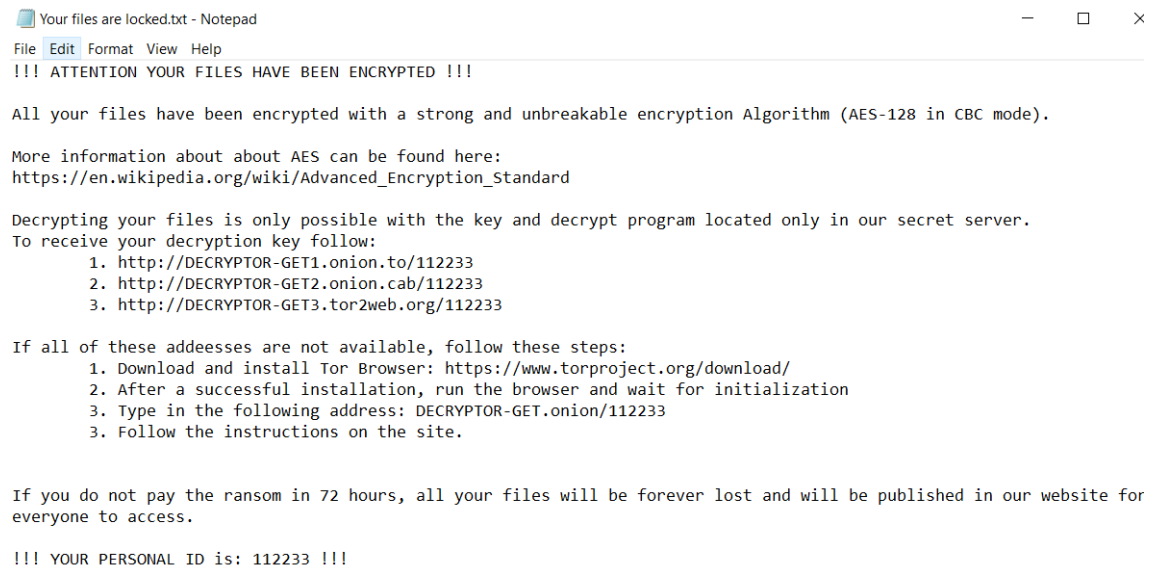 Your files are locked.txt - Notepad
File Edit Format View Help
!!! ATTENTION YOUR FILES HAVE BEEN ENCRYPTED !!!
All your files have been encrypted with a strong and unbreakable encryption Algorithm (AES-128 in CBC mode).
More information about about AES can be found here:
https://en.wikipedia.org/wiki/Advanced_Encryption_Standard
Decrypting your files is only possible with the key and decrypt program located only in our secret server.
To receive your decryption key follow:
1. http://DECRYPTOR-GET1.onion.to/112233
2. http://DECRYPTOR-GET2.onion.cab/112233
3. http://DECRYPTOR-GET3.tor2web.org/112233
If all of these addeesses are not available, follow these steps:
1. Download and install Tor Browser: https://www.torproject.org/download/
2. After a successful installation, run the browser and wait for initialization
3. Type in the following address: DECRYPTOR-GET.onion/112233
3. Follow the instructions on the site.
If you do not pay the ransom in 72 hours, all your files will be forever lost and will be published in our website for
everyone to access.
!!! YOUR PERSONAL ID is: 112233 !!!